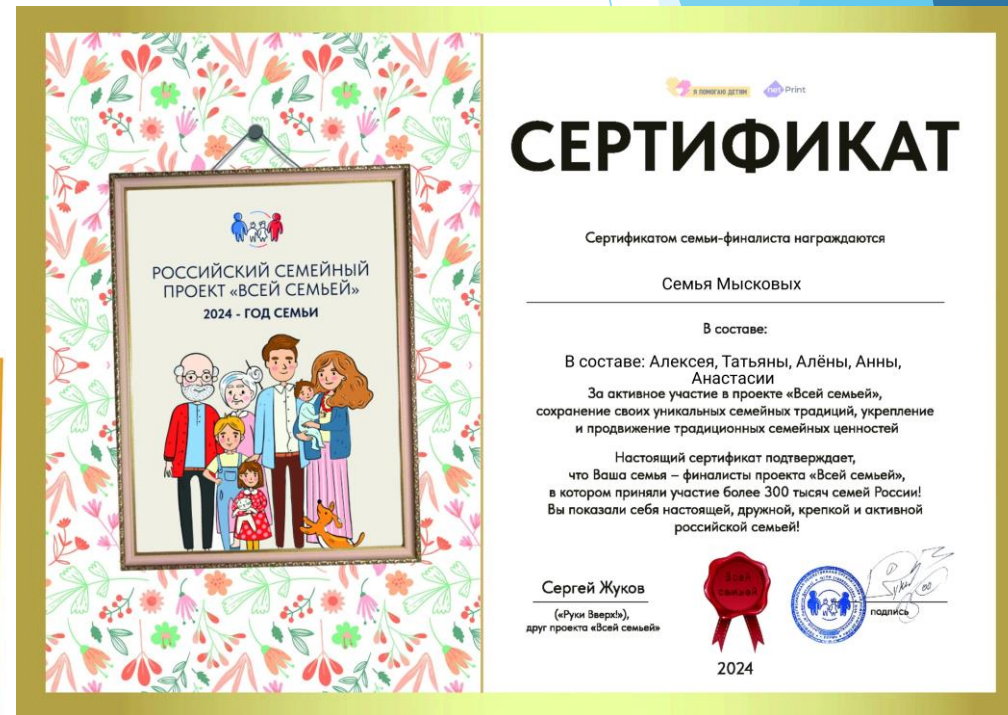 РОССИЙСКИЙ СЕМЕЙНЫЙ
ПРОЕКТ «ВСЕЙ СЕМЬЕЙ»
2024 - ГОД СЕМЬИ
Я ПОМОГАЮ ДЕТЯМ
net Print
СЕРТИФИКАТ
Сертификатом семьи-финалиста награждаются
Семья Мысковых
В составе:
В составе: Алексея, Татьяны, Алёны, Анны,
Анастасии
За активное участие в проекте «Всей семьей»,
сохранение своих уникальных семейных традиций, укрепление
и продвижение традиционных семейных ценностей
Настоящий сертификат подтверждает,
что Ваша семья – финалисты проекта «Всей семьей»,
в котором приняли участие более 300 тысяч семей России!
Вы показали себя настоящей, дружной, крепкой и активной
российской семьей!
Сергей Жуков
(«Руки Вверх!»),
друг проекта «Всей семьей»
Всей
семьей
подпись
2024